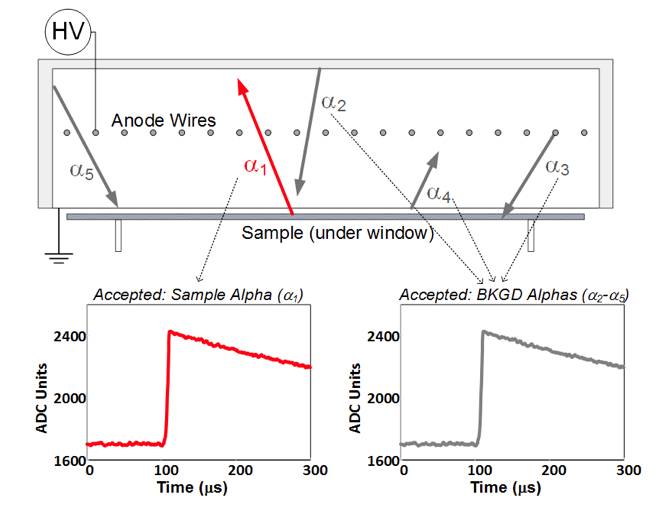 HV
Anode Wires
α2
α5
α1
α4
α3
Sample (under window)
Accepted: Sample Alpha (α1)
Accepted: BKGD Alphas (α2-α5)
2400
2000
1600
ADC Units
0
100
200
300
Time (μs)
2400
2000
1600
ADC Units
0
100
200
300
Time (μs)